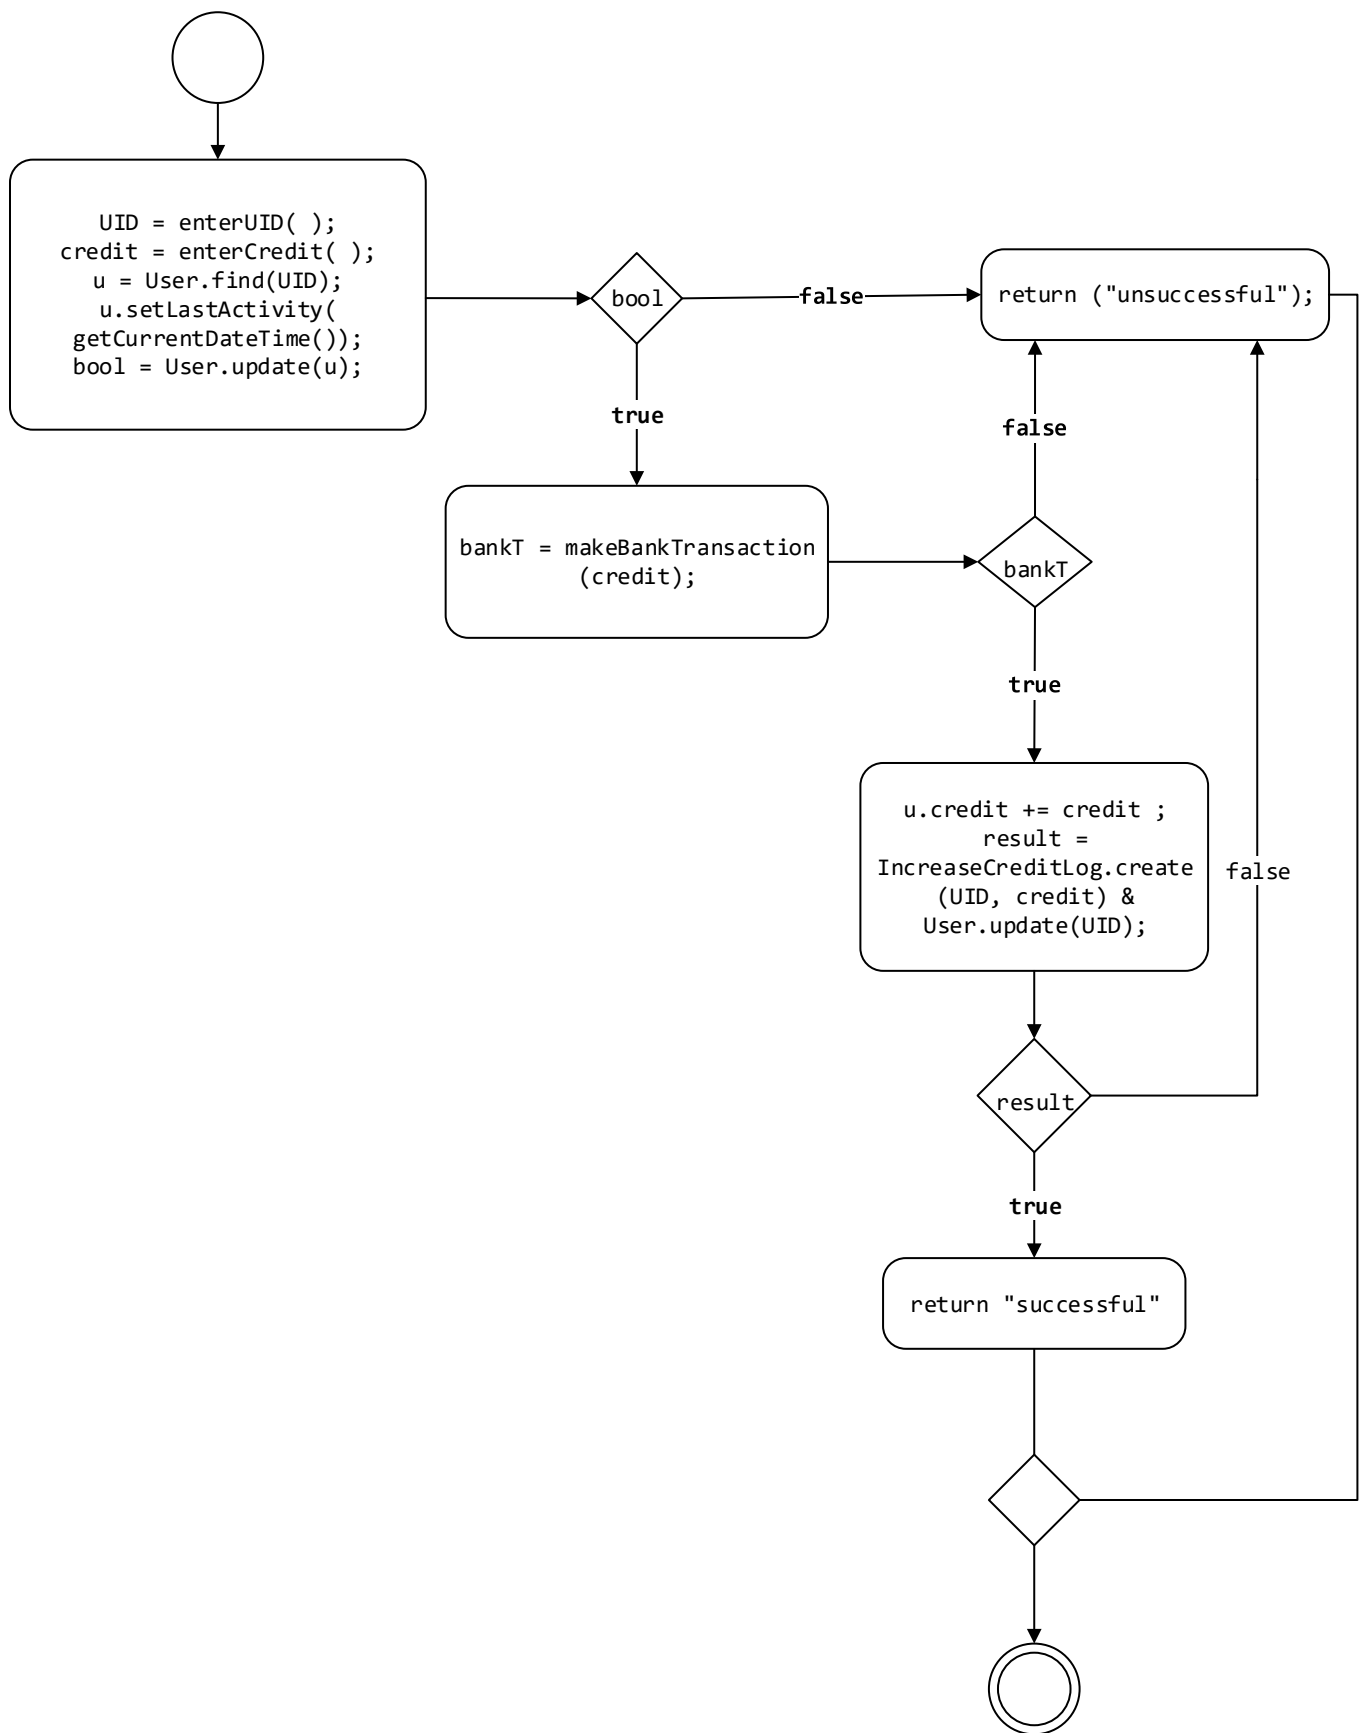 UID = enterUID( );
credit = enterCredit( );
u = User.find(UID);
u.setLastActivity(
getCurrentDateTime());
bool = User.update(u);
bool
false
return ("unsuccessful");
true
false
bankT = makeBankTransaction
(credit);
bankT
true
u.credit += credit ;
result =
IncreaseCreditLog.create
(UID, credit) &
User.update(UID);
false
result
true
return "successful"